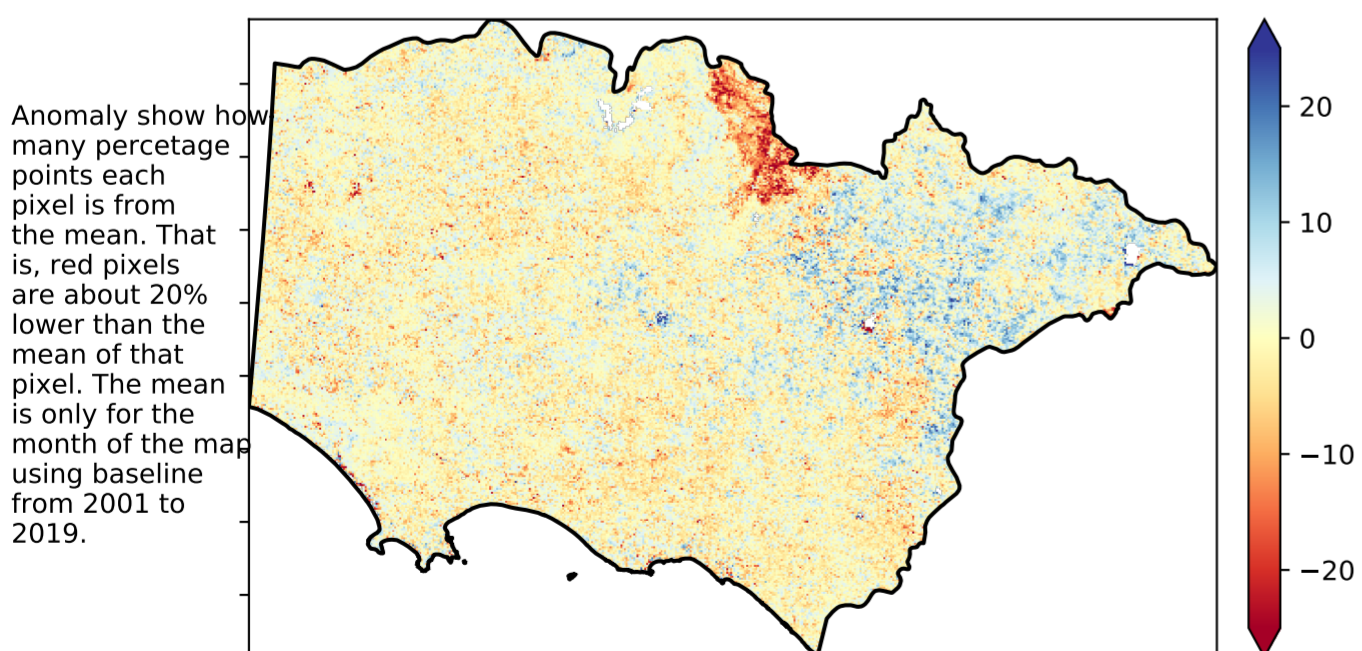 Anomaly show how
many percetage
points each
pixel is from
the mean. That
is, red pixels
are about 20%
lower than the
mean of that
pixel. The mean
is only for the
month of the map
using baseline
from 2001 to
2019.
20
10
0
−10
−20